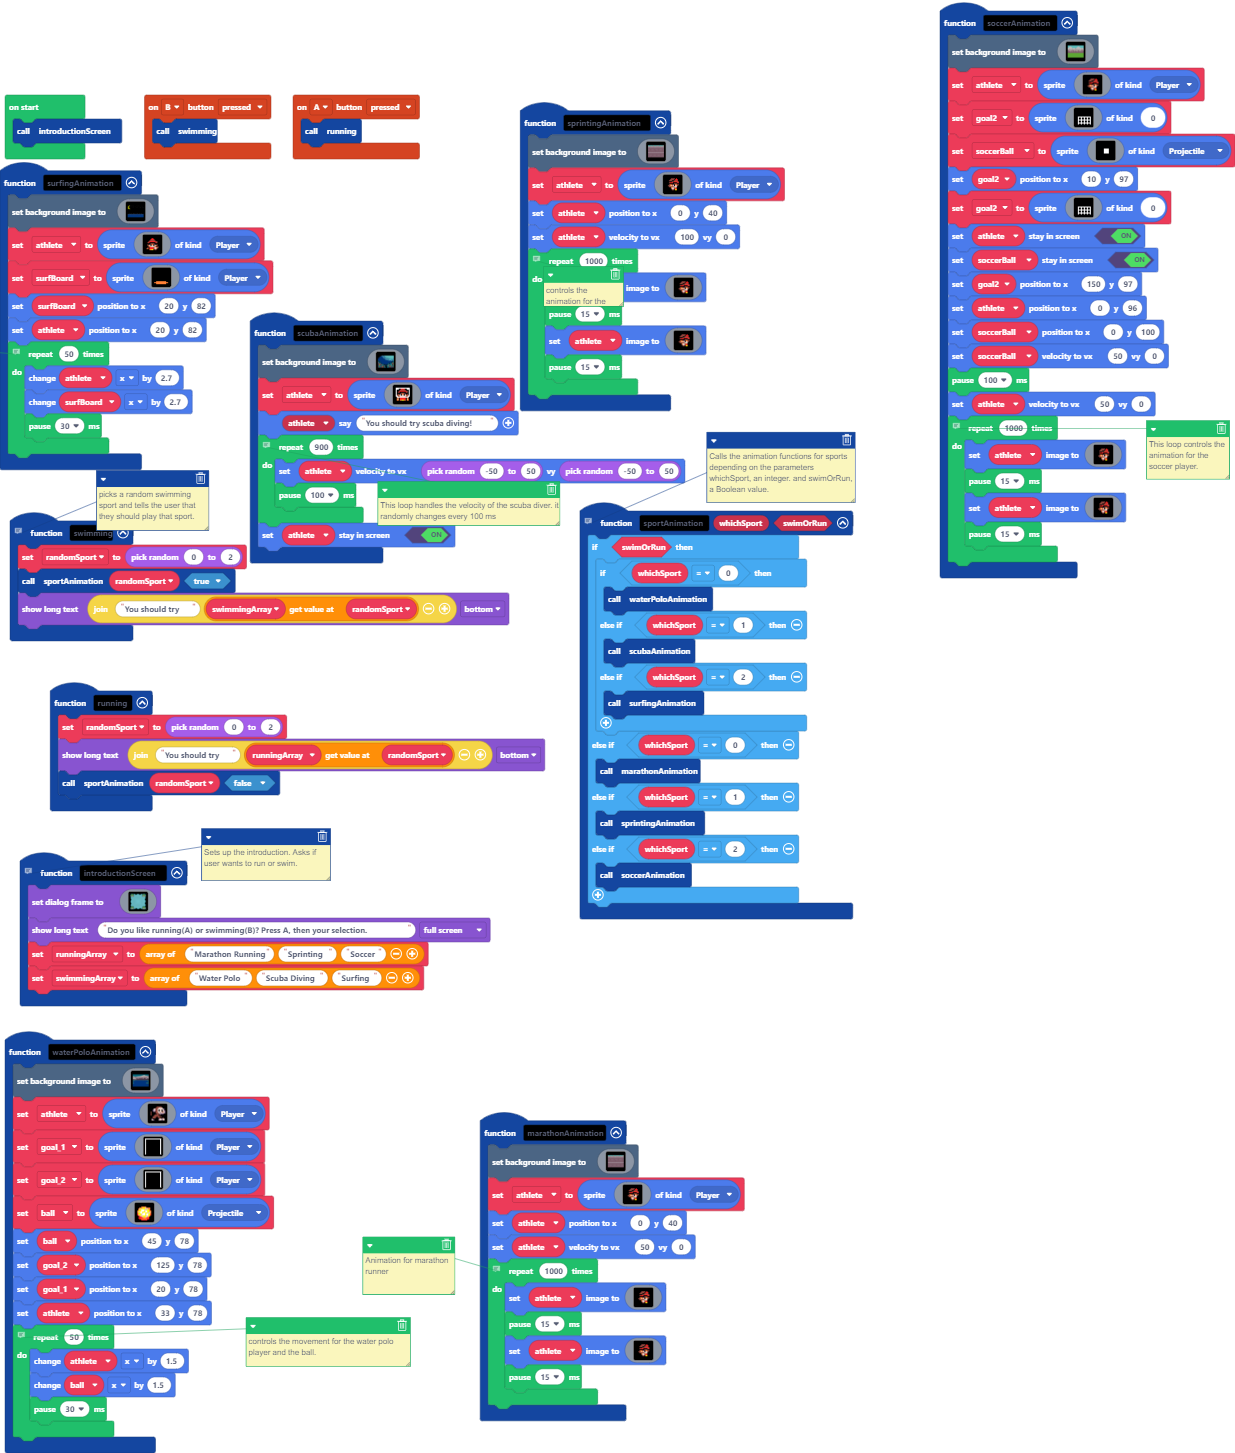 on start
call introductionScreen
on B button pressed
call swimming
on A button pressed
call running
function surfingAnimation
set background image to
set athlete to sprite of kind Player
set surfBoard to sprite of kind Player
set surfBoard position to x 20 y 82
set athlete position to x 20 y 82
repeat 50 times
do
change athlete x by 2.7
change surfBoard x by 2.7
pause 30 ms
function scubaAnimation
set background image to
set athlete to sprite of kind Player
athlete say "You should try scuba diving!"
repeat 900 times
do
set athlete velocity to vx pick random -50 to 50 vy pick random -50 to 50
pause 100 ms
This loop handles the velocity of the scuba diver. it
randomly changes every 100 ms
set athlete stay in screen ON
function sprintingAnimation
set background image to
set athlete to sprite of kind Player
set athlete position to x 0 y 40
set athlete velocity to vx 100 vy 0
repeat 1000 times
do
controls the
animation for the
image to
pause 15 ms
set athlete image to
pause 15 ms
function soccerAnimation
set background image to
set athlete to sprite of kind Player
set goal2 to sprite of kind 0
set soccerBall to sprite of kind Projectile
set goal2 position to x 10 y 97
set goal2 to sprite of kind 0
set athlete stay in screen ON
set soccerBall stay in screen ON
set goal2 position to x 150 y 97
set athlete position to x 0 y 96
set soccerBall position to x 0 y 100
set soccerBall velocity to vx 50 vy 0
pause 100 ms
set athlete velocity to vx 50 vy 0
repeat 1000 times
do
set athlete image to
pause 15 ms
set athlete image to
pause 15 ms
This loop controls the
animation for the
soccer player.
picks a random swimming
sport and tells the user that
they should play that sport.
function swimming
set randomSport to pick random 0 to 2
call sportAnimation randomSport true
show long text join "You should try " swimmingArray get value at randomSport bottom
Calls the animation functions for sports
depending on the parameters
whichSport, an integer. and swimOrRun,
a Boolean value.
function sportAnimation whichSport swimOrRun
if swimOrRun then
if whichSport = 0 then
call waterPoloAnimation
else if whichSport = 1 then
call scubaAnimation
else if whichSport = 2 then
call surfingAnimation
else if whichSport = 0 then
call marathonAnimation
else if whichSport = 1 then
call sprintingAnimation
else if whichSport = 2 then
call soccerAnimation
function running
set randomSport to pick random 0 to 2
show long text join "You should try " runningArray get value at randomSport bottom
call sportAnimation randomSport false
Sets up the introduction. Asks if
user wants to run or swim.
function introductionScreen
set dialog frame to
show long text "Do you like running(A) or swimming(B)? Press A, then your selection. " full screen
set runningArray to array of "Marathon Running" "Sprinting" "Soccer"
set swimmingArray to array of "Water Polo" "Scuba Diving" "Surfing"
function waterPoloAnimation
set background image to
set athlete to sprite of kind Player
set goal_1 to sprite of kind Player
set goal_2 to sprite of kind Player
set ball to sprite of kind Projectile
set ball position to x 45 y 78
set goal_2 position to x 125 y 78
set goal_1 position to x 20 y 78
set athlete position to x 33 y 78
repeat 50 times
do
change athlete x by 1.5
change ball x by 1.5
pause 30 ms
controls the movement for the water polo
player and the ball.
Animation for marathon
runner
function marathonAnimation
set background image to
set athlete to sprite of kind Player
set athlete position to x 0 y 40
set athlete velocity to vx 50 vy 0
repeat 1000 times
do
set athlete image to
pause 15 ms
set athlete image to
pause 15 ms